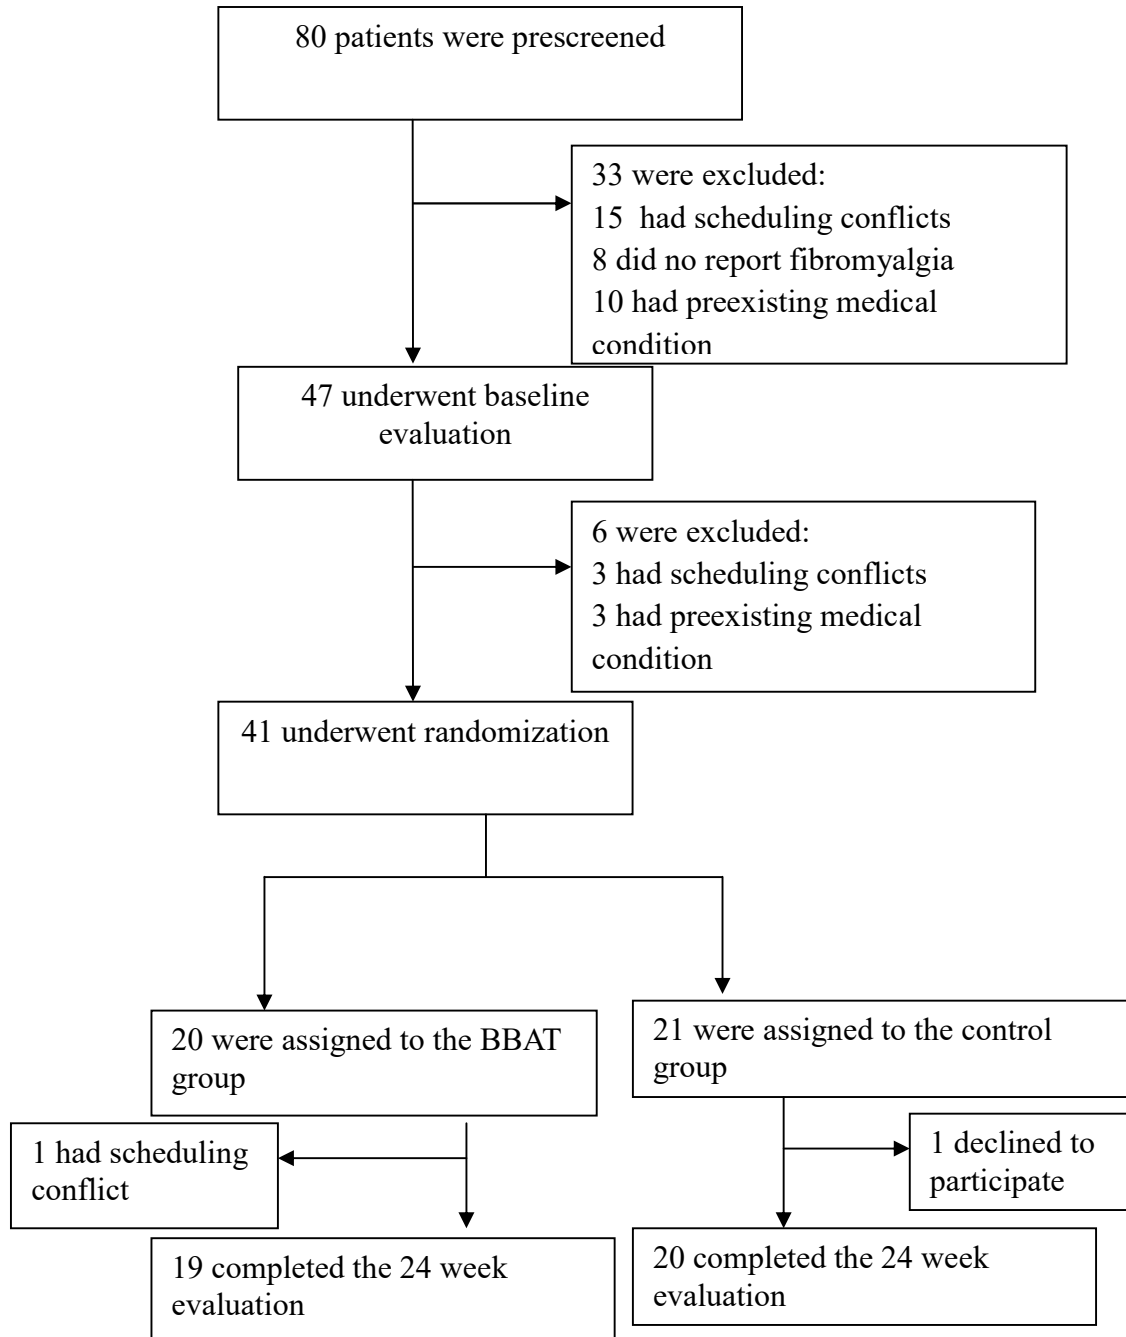 80 patients were prescreened
33 were excluded:
15  had scheduling conflicts
8 did no report fibromyalgia
10 had preexisting medical
condition
47 underwent baseline
evaluation
6 were excluded:
3 had scheduling conflicts
3 had preexisting medical
condition
41 underwent randomization
20 were assigned to the BBAT
group
21 were assigned to the control
group
1 had scheduling
conflict
1 declined to
participate
19 completed the 24 week
evaluation
20 completed the 24 week
evaluation